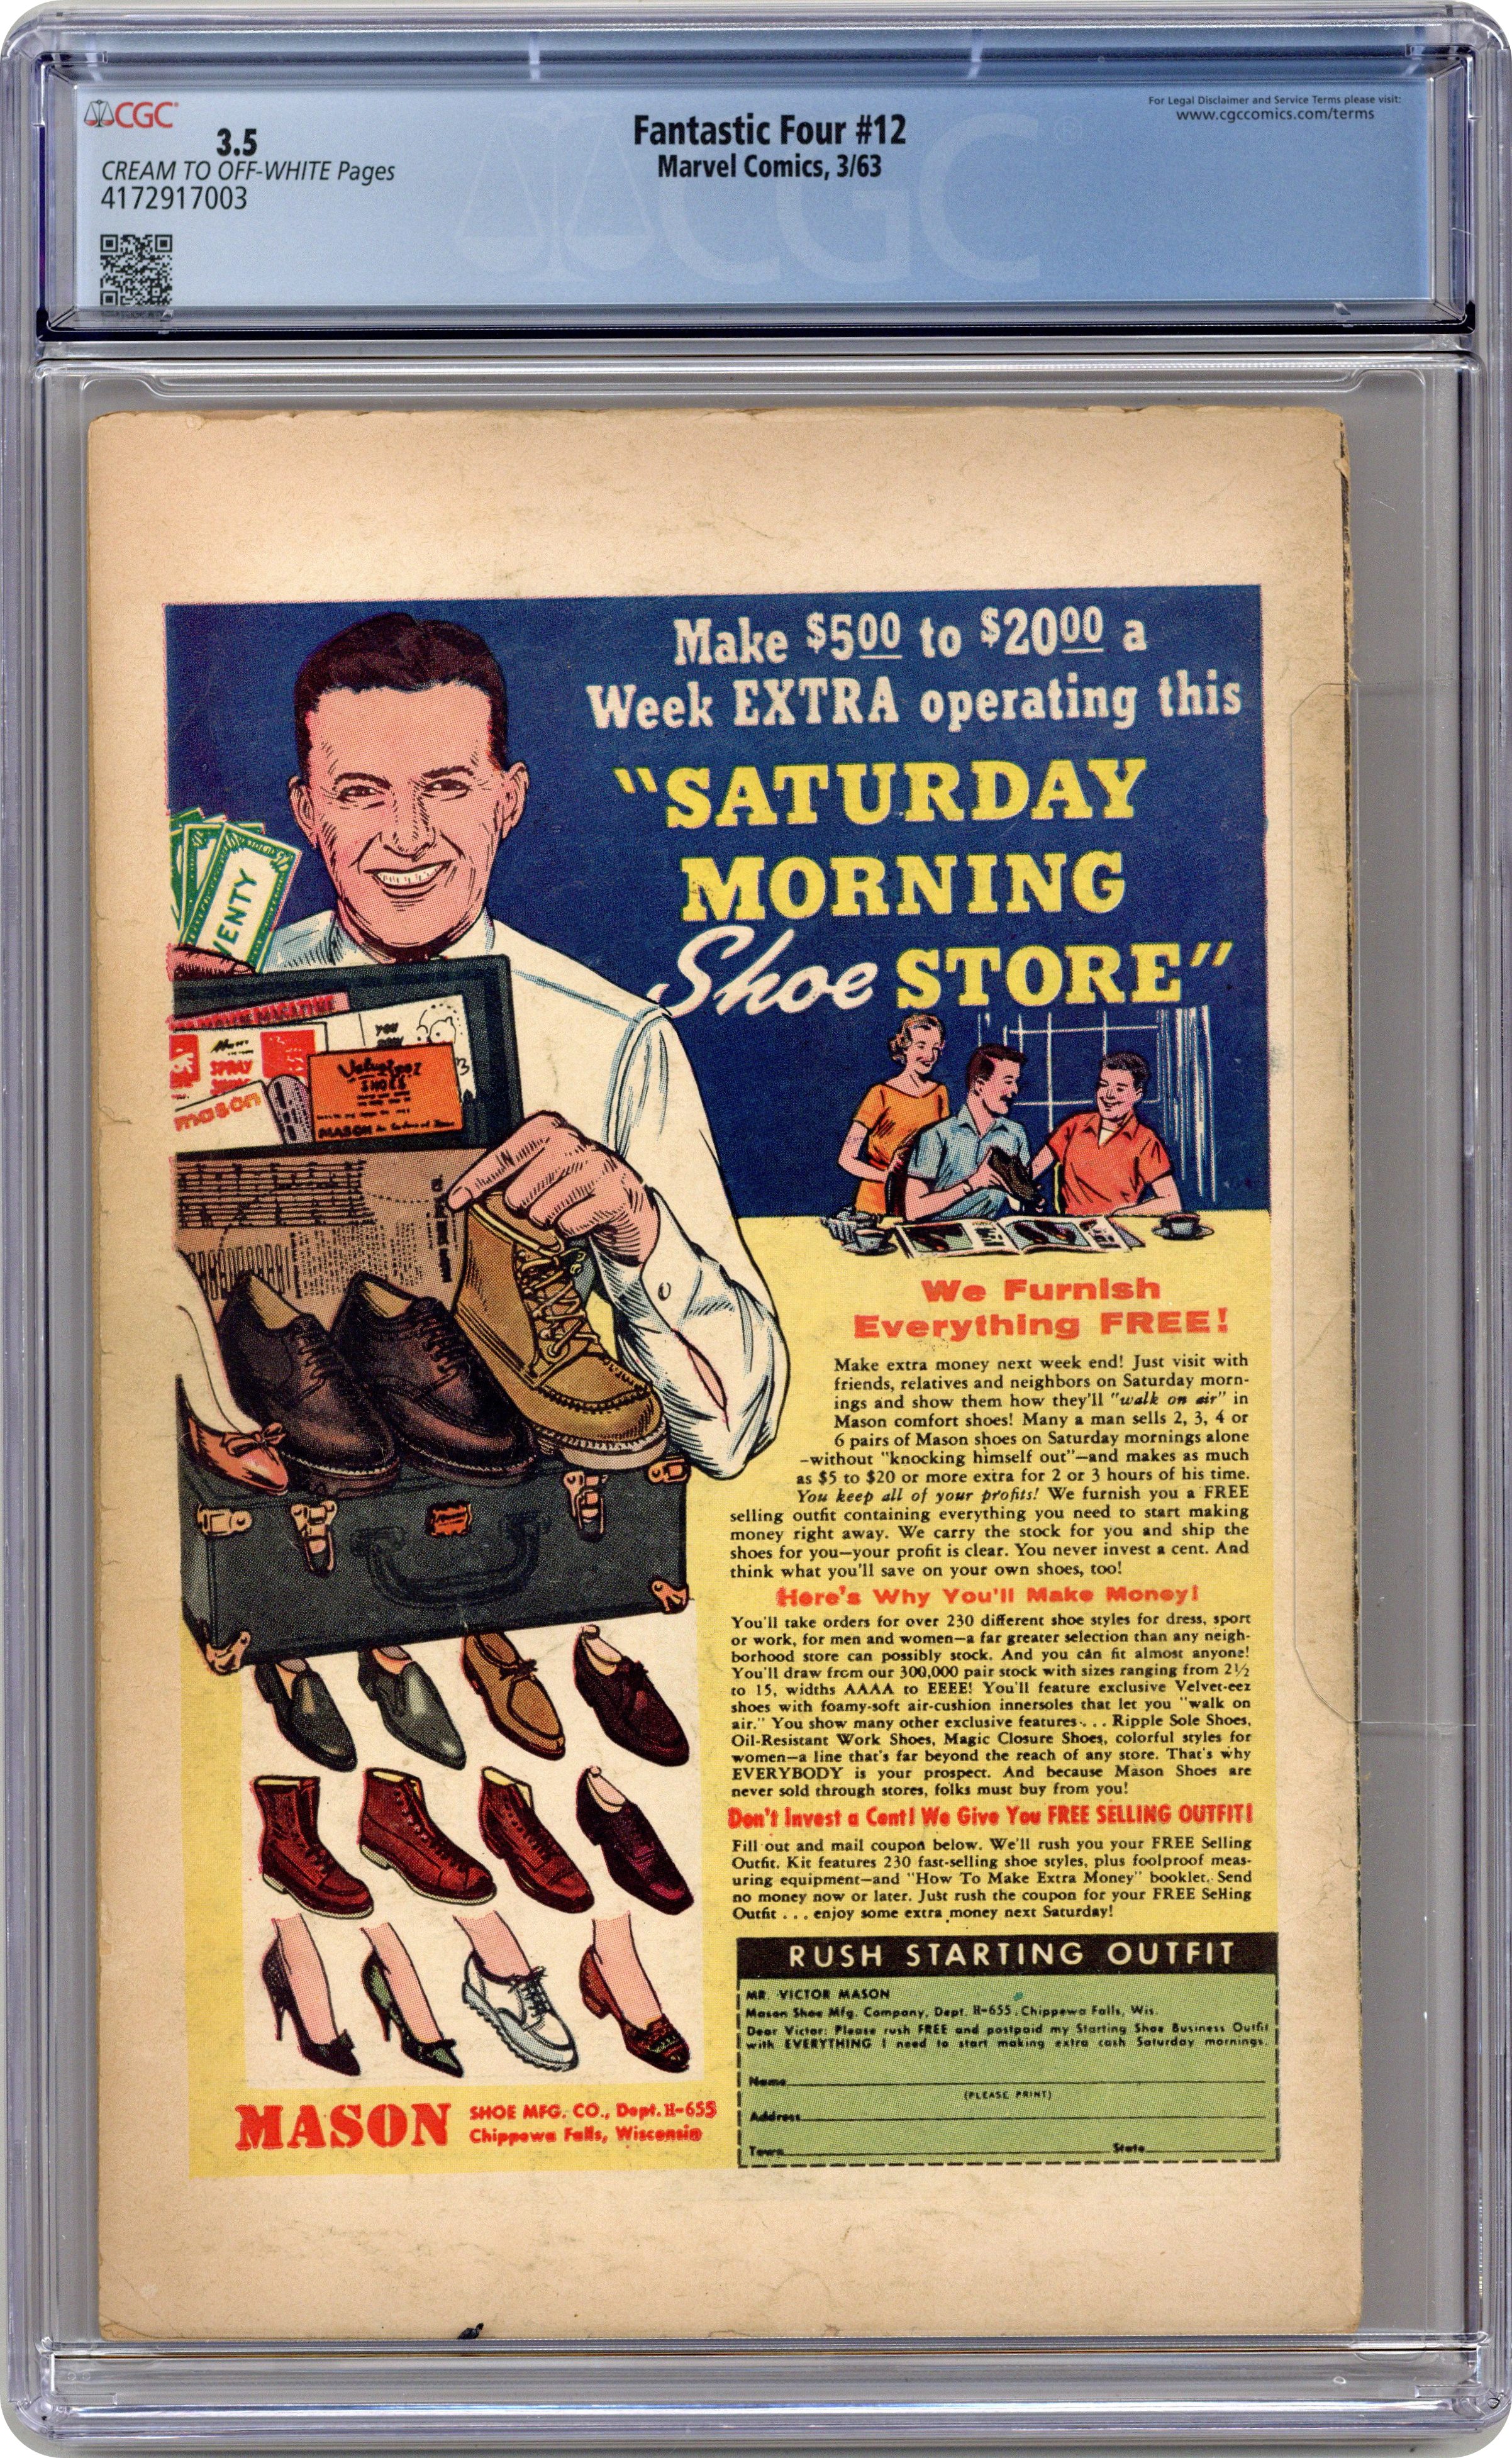 CGC
3.5
CREAM TO OFF-WHITE Pages
4172917003
Fantastic Four #12
Marvel Comics, 3/63
For Legal Disclaimer and Service Terms please visit:
www.cgccomics.com/terms
CGC
Make $500 to $2000 a
Week EXTRA operating this
"SATURDAY
MORNING
Shoe STORE"
VENTY
MAGAZINE
SPRAY
mason
YOU
SHOES
MASON
We Furnish
Everything FREE!
Make extra money next week end! Just visit with
friends, relatives and neighbors on Saturday morn-
ings and show them how they'll "walk on air" in
Mason comfort shoes! Many a man sells 2, 3, 4 or
6 pairs of Mason shoes on Saturday mornings alone
-without "knocking himself out"—and makes as much
as $5 to $20 or more extra for 2 or 3 hours of his time.
You keep all of your profits! We furnish you a FREE
selling outfit containing everything you need to start making
money right away. We carry the stock for you and ship the
shoes for you—your profit is clear. You never invest a cent. And
think what you'll save on your own shoes, too!
Here's Why You'll Make Money!
You'll take orders for over 230 different shoe styles for dress, sport
or work, for men and women—a far greater selection than any neigh-
borhood store can possibly stock. And you can fit almost anyone!
You'll draw from our 300,000 pair stock with sizes ranging from 2½
to 15, widths AAAA to EEEE! You'll feature exclusive Velvet-eez
shoes with foamy-soft air-cushion innersoles that let you "walk on
air." You show many other exclusive features . . . Ripple Sole Shoes,
Oil-Resistant Work Shoes, Magic Closure Shoes, colorful styles for
women—a line that's far beyond the reach of any store. That's why
EVERYBODY is your prospect. And because Mason Shoes are
never sold through stores, folks must buy from you!
Don't Invest a Cent! We Give You FREE SELLING OUTFIT!
Fill out and mail coupon below. We'll rush you your FREE Selling
Outfit. Kit features 230 fast-selling shoe styles, plus foolproof meas-
uring equipment—and "How To Make Extra Money" booklet. Send
no money now or later. Just rush the coupon for your FREE Selling
Outfit . . . enjoy some extra money next Saturday!
RUSH STARTING OUTFIT
MR. VICTOR MASON
Mason Shoe Mfg. Company, Dept. H-655, Chippewa Falls, Wis.
Dear Victor: Please rush FREE and postpaid my Starting Shoe Business Outfit
with EVERYTHING I need to start making extra cash Saturday mornings.
Name
(PLEASE PRINT)
Address
Town State
MASON SHOE MFG. CO., Dept. H-655
Chippewa Falls, Wisconsin